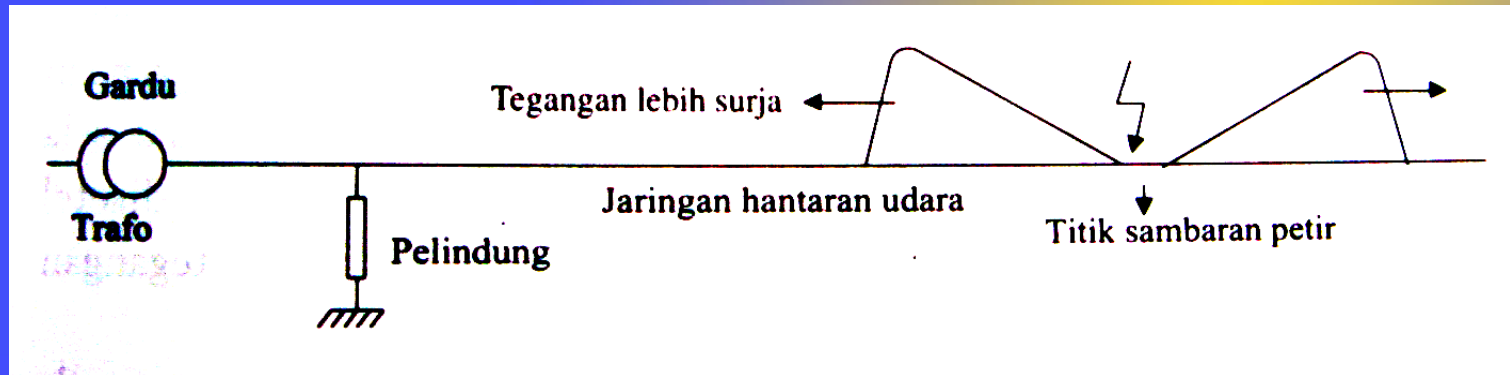 Gardu
Tegangan lebih surja
Jaringan hantaran udara
Trafo
Titik sambaran petir
Pelindung